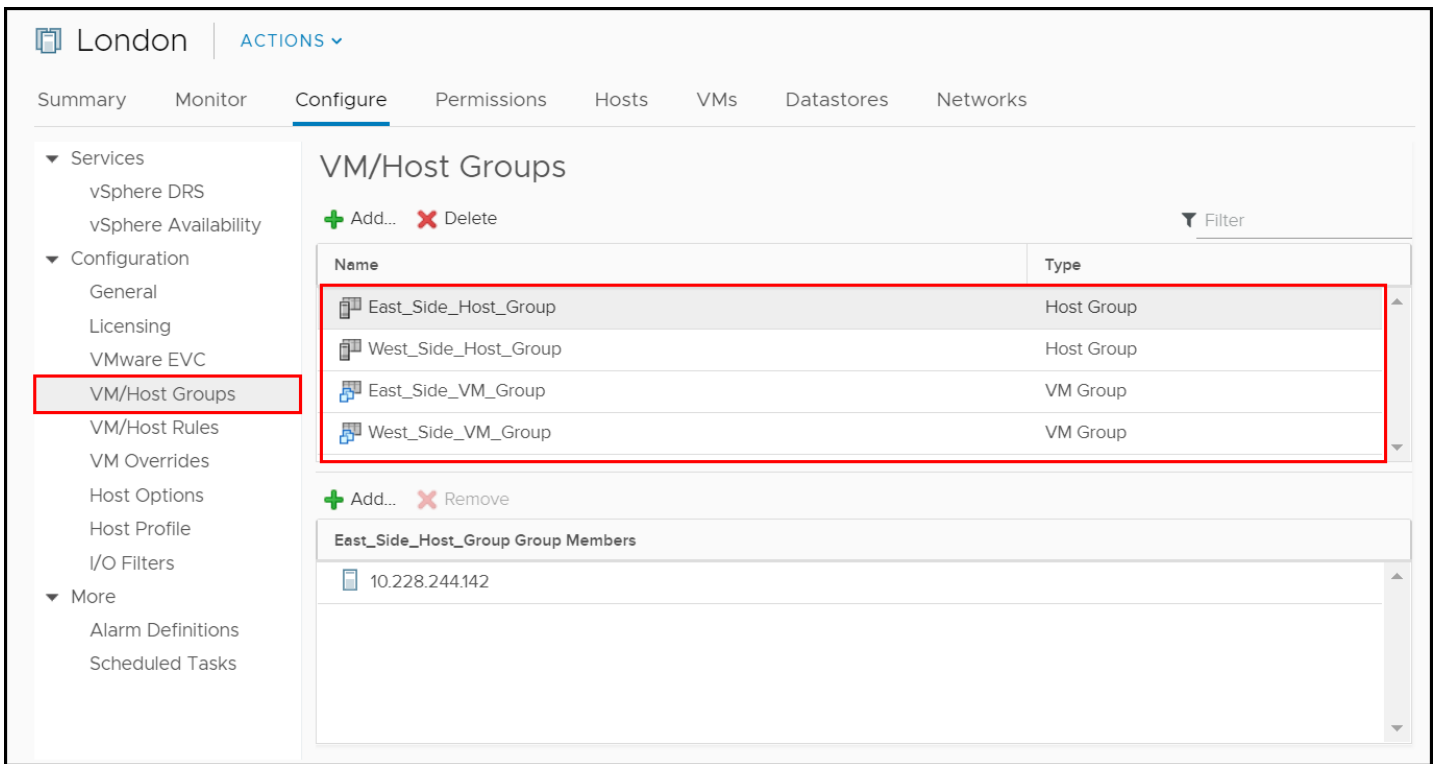 London ACTIONS
Summary Monitor Configure Permissions Hosts VMs Datastores Networks
Services
vSphere DRS
vSphere Availability
Configuration
General
Licensing
VMware EVC
VM/Host Groups
VM/Host Rules
VM Overrides
Host Options
Host Profile
I/O Filters
More
Alarm Definitions
Scheduled Tasks
VM/Host Groups
Add... Delete Filter
Name Type
East_Side_Host_Group Host Group
West_Side_Host_Group Host Group
East_Side_VM_Group VM Group
West_Side_VM_Group VM Group
Add... Remove
East_Side_Host_Group Group Members
10.228.244.142